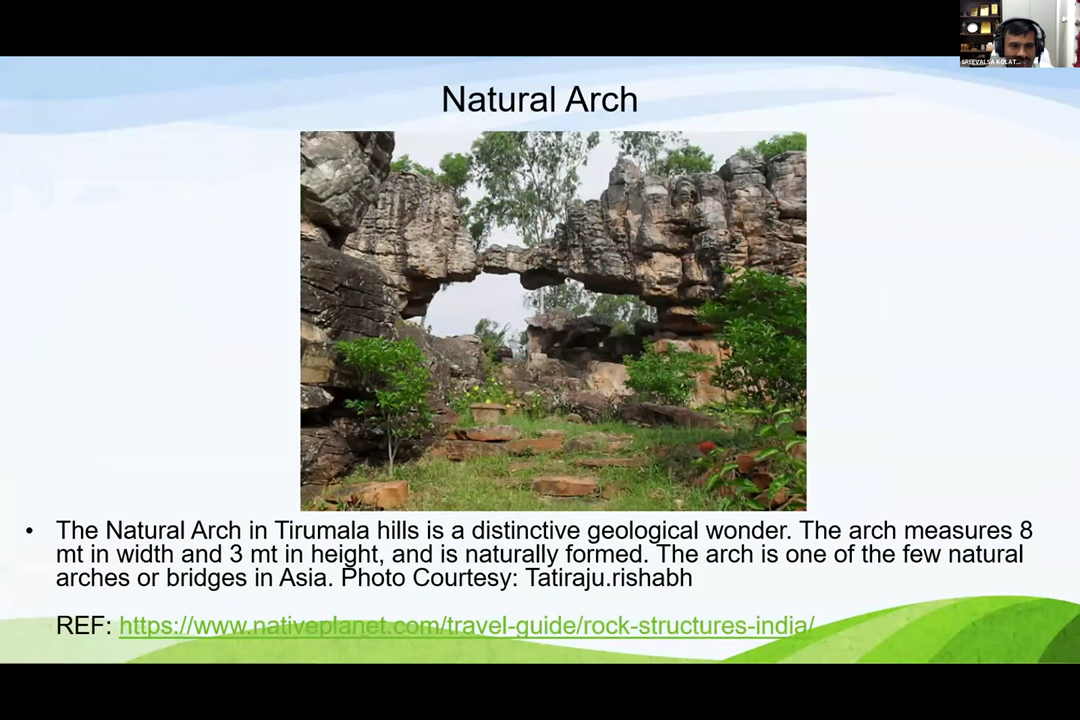 SREEVALSA KOLAT...
Natural Arch
• The Natural Arch in Tirumala hills is a distinctive geological wonder. The arch measures 8
mt in width and 3 mt in height, and is naturally formed. The arch is one of the few natural
arches or bridges in Asia. Photo Courtesy: Tatiraju.rishabh
REF: https://www.nativeplanet.com/travel-guide/rock-structures-india/